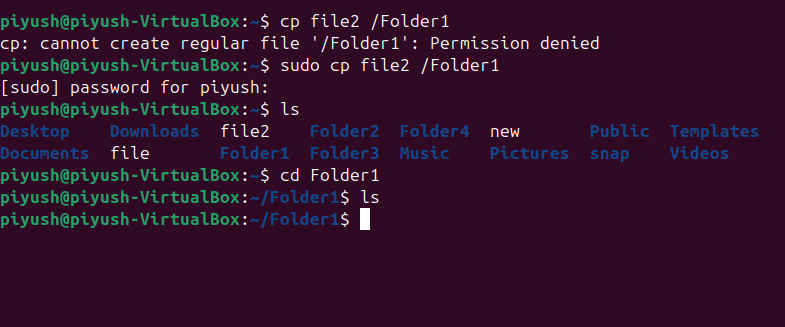 piyush@piyush-VirtualBox:~$ cp file2 /Folder1
cp: cannot create regular file '/Folder1': Permission denied
piyush@piyush-VirtualBox:~$ sudo cp file2 /Folder1
[sudo] password for piyush:
piyush@piyush-VirtualBox:~$ ls
Desktop Downloads file2 Folder2 Folder4 new Public Templates
Documents file Folder1 Folder3 Music Pictures snap Videos
piyush@piyush-VirtualBox:~$ cd Folder1
piyush@piyush-VirtualBox:~/Folder1$ ls
piyush@piyush-VirtualBox:~/Folder1$